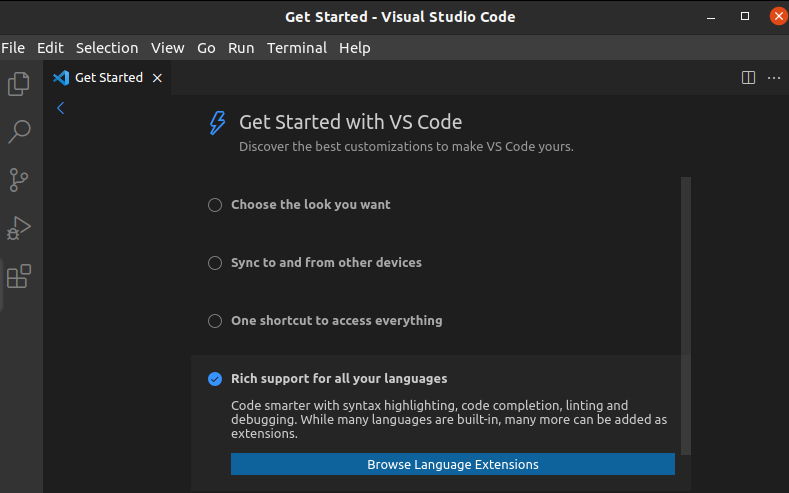 Get Started - Visual Studio Code
File Edit Selection View Go Run Terminal Help
Get Started
Get Started with VS Code
Discover the best customizations to make VS Code yours.
Choose the look you want
Sync to and from other devices
One shortcut to access everything
Rich support for all your languages
Code smarter with syntax highlighting, code completion, linting and
debugging. While many languages are built-in, many more can be added as
extensions.
Browse Language Extensions